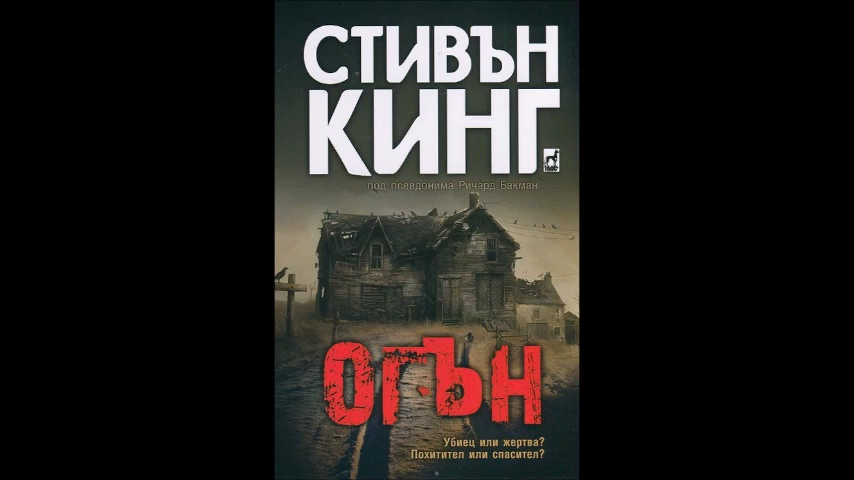 СТИВЪН
КИНГ
под псевдонима Ричард Бакман
ОГЪН
Убиец или жертва?
Похитител или спасител?